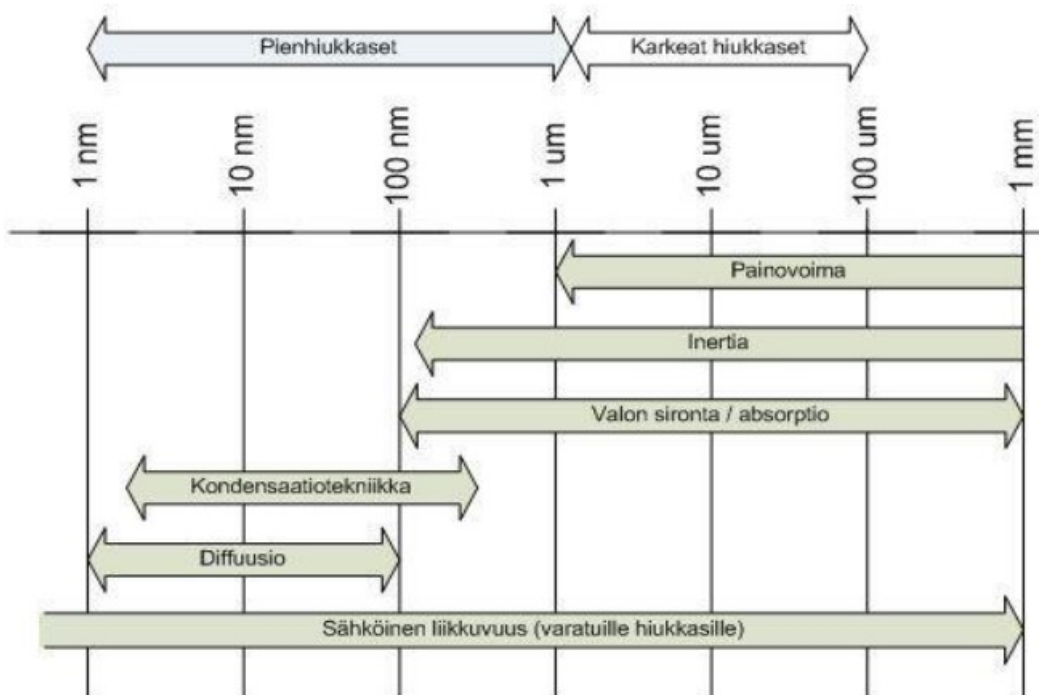 Pienhiukkaset
Karkeat hiukkaset
1 nm
10 nm
100 nm
1 um
10 um
100 um
1 mm
Painovoima
Inertia
Valon sironta / absorptio
Kondensaatiotekniikka
Diffuusio
Sähköinen liikkuvuus (varatuille hiukkasille)